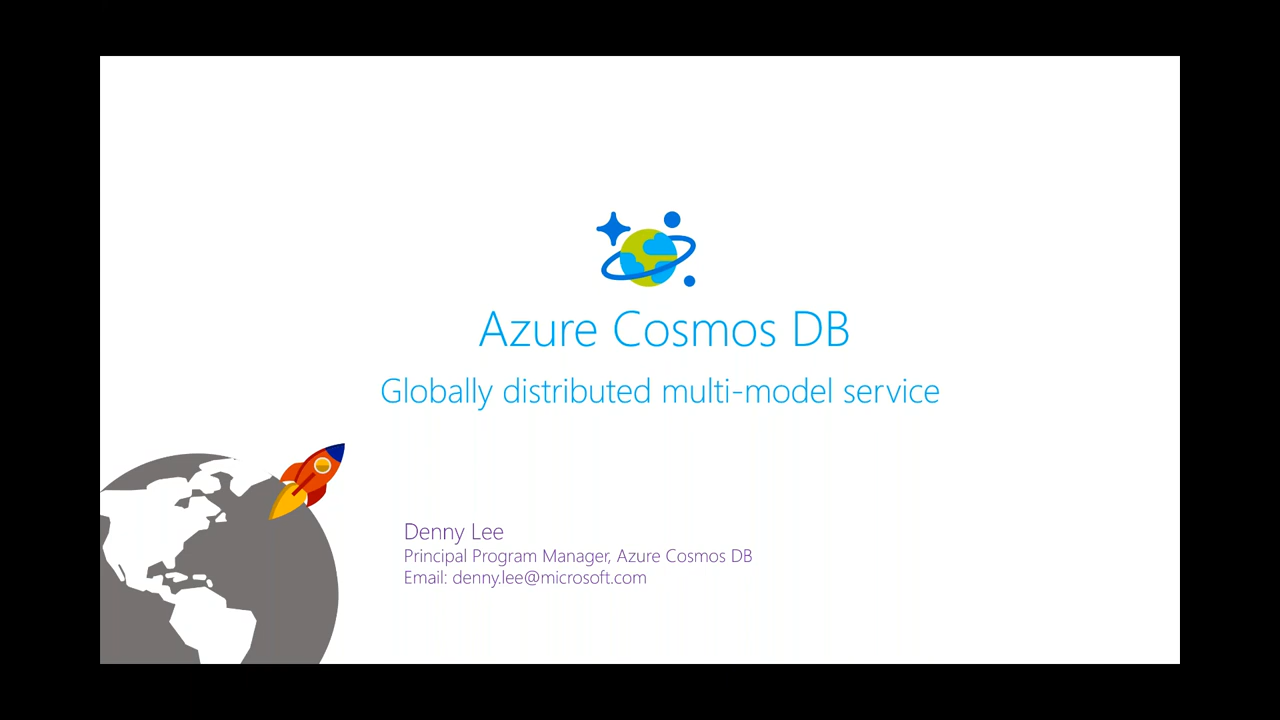 Azure Cosmos DB
Globally distributed multi-model service
Denny Lee
Principal Program Manager, Azure Cosmos DB
Email: denny.lee@microsoft.com